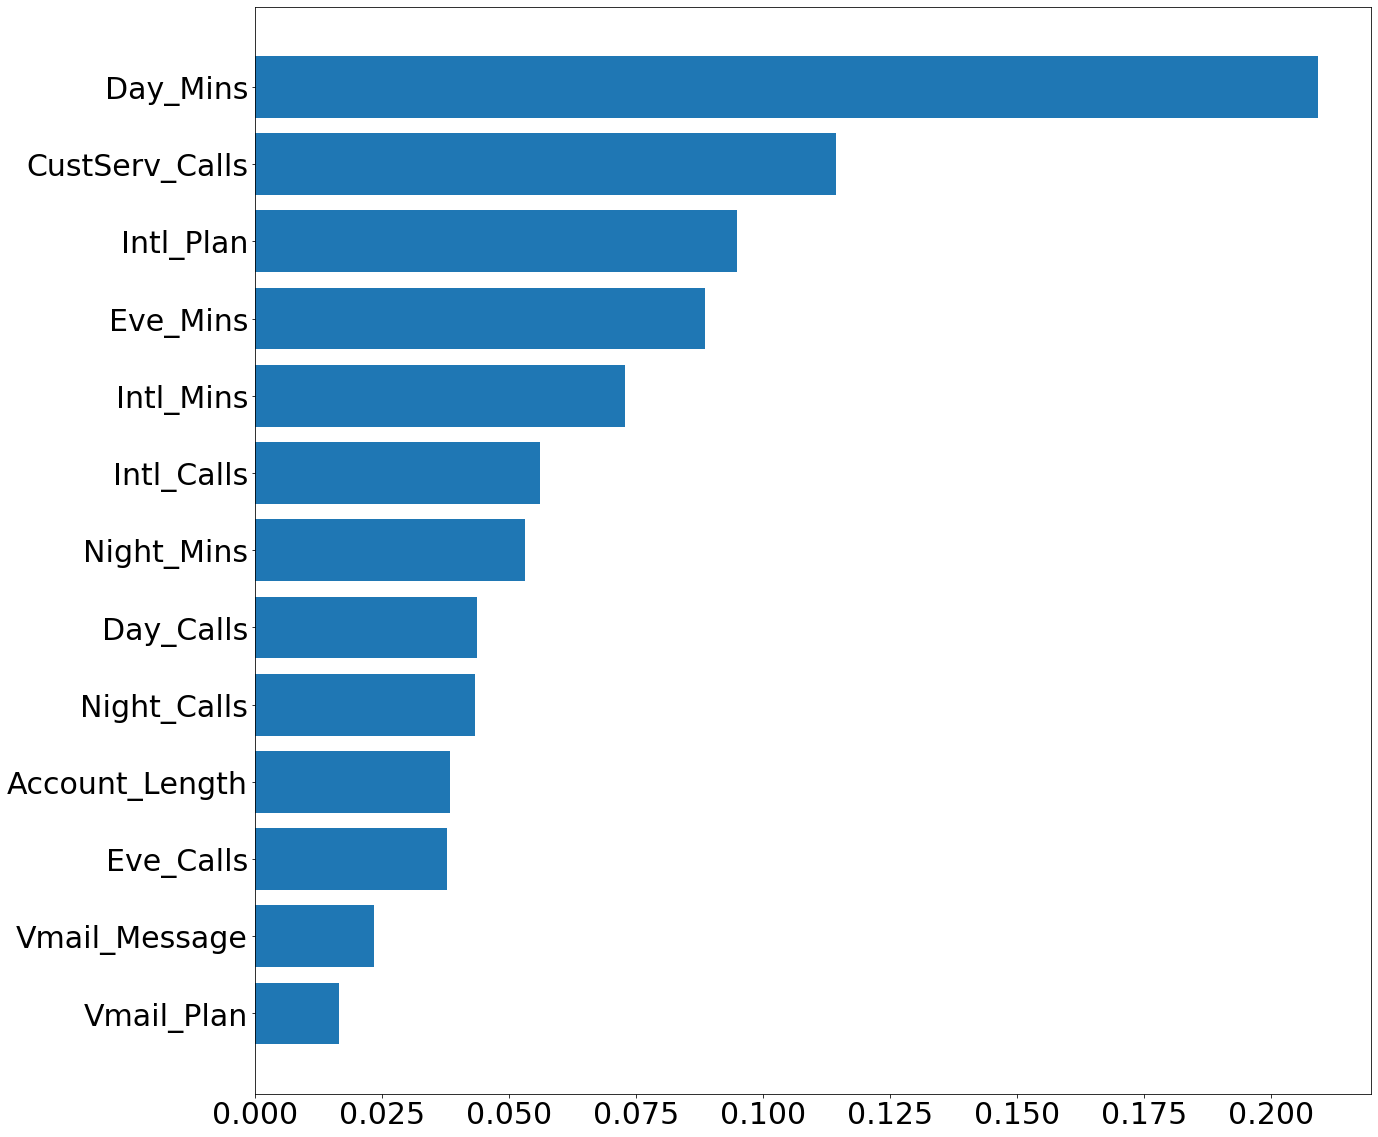 Day_Mins
CustServ_Calls
Intl_Plan
Eve_Mins
Intl_Mins
Intl_Calls
Night_Mins
Day_Calls
Night_Calls
Account_Length
Eve_Calls
Vmail_Message
Vmail_Plan
0.000 0.025 0.050 0.075 0.100 0.125 0.150 0.175 0.200